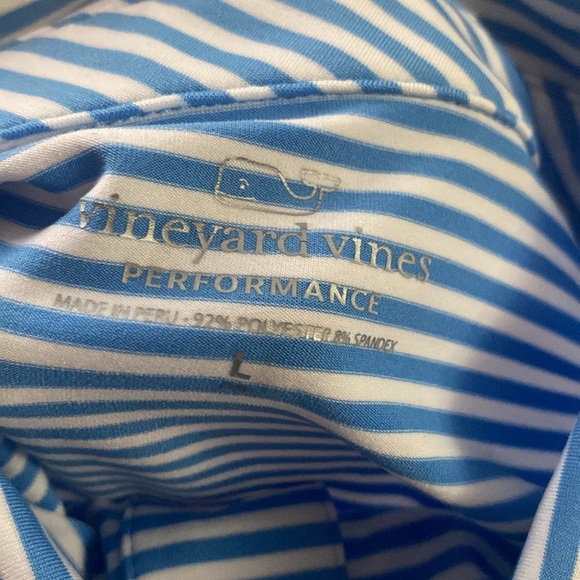 vineyard vines
PERFORMANCE
MADE IN PERU · 92% POLYESTER 8% SPANDEX
L